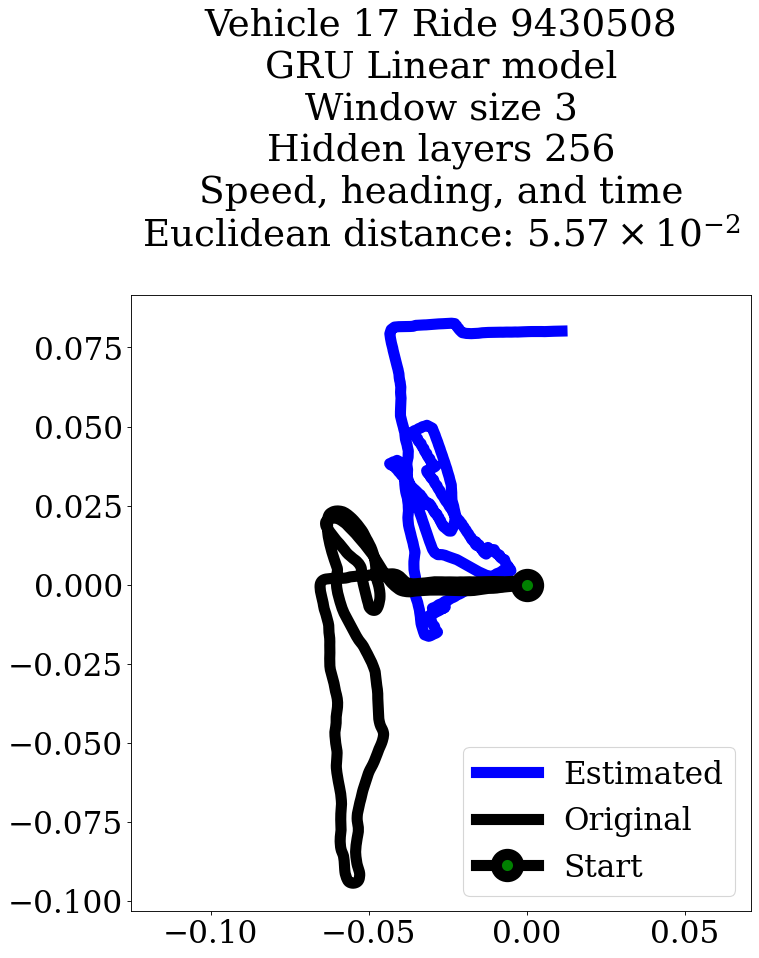 Vehicle 17 Ride 9430508
GRU Linear model
Window size 3
Hidden layers 256
Speed, heading, and time
Euclidean distance: 5.57 × 10⁻²
0.075
0.050
0.025
0.000
−0.025
−0.050
−0.075
−0.100
Estimated
Original
Start
−0.10 −0.05 0.00 0.05